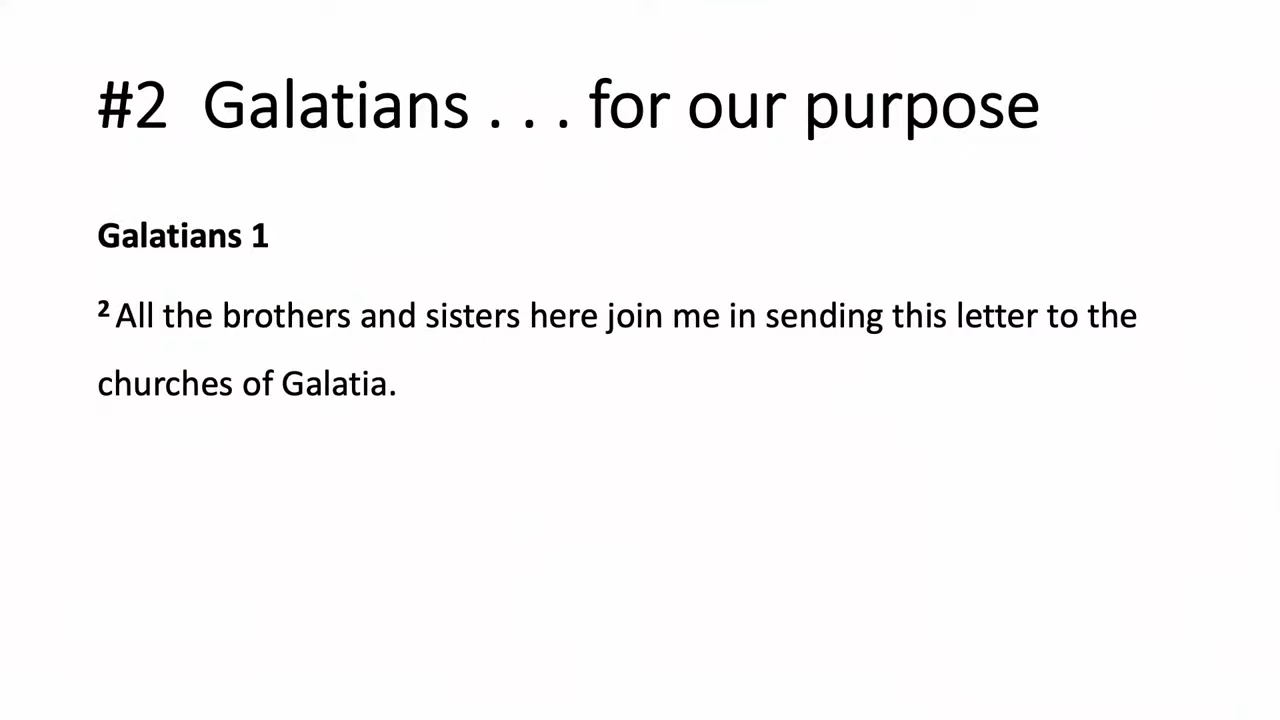 #2  Galatians . . . for our purpose
Galatians 1
2 All the brothers and sisters here join me in sending this letter to the
churches of Galatia.